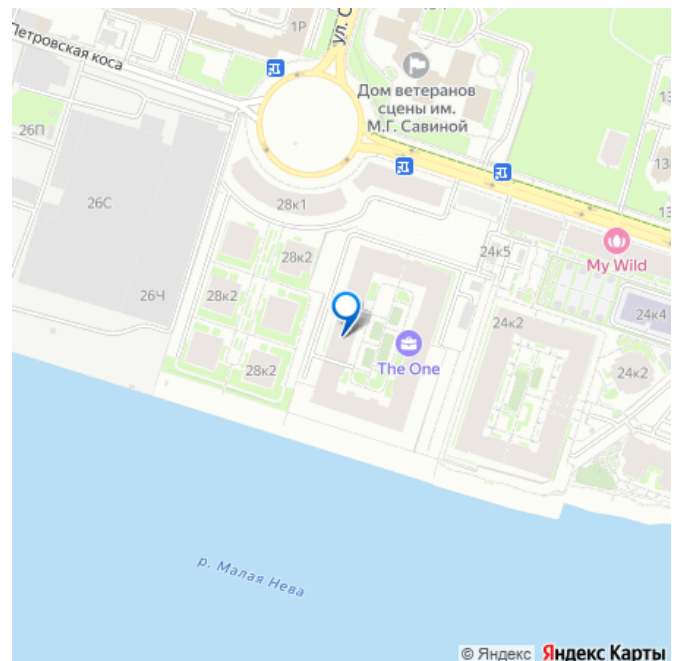 1Р
ул. С
Петровская коса
Дом ветеранов
сцены им.
М.Г. Савиной
13
26П
13
26С
28к1
13
24к5
28к2
My Wild
26Ч
28к2
24к4
24к2
The One
28к2
24к2
р. Малая Нева
© Яндекс Яндекс Карты